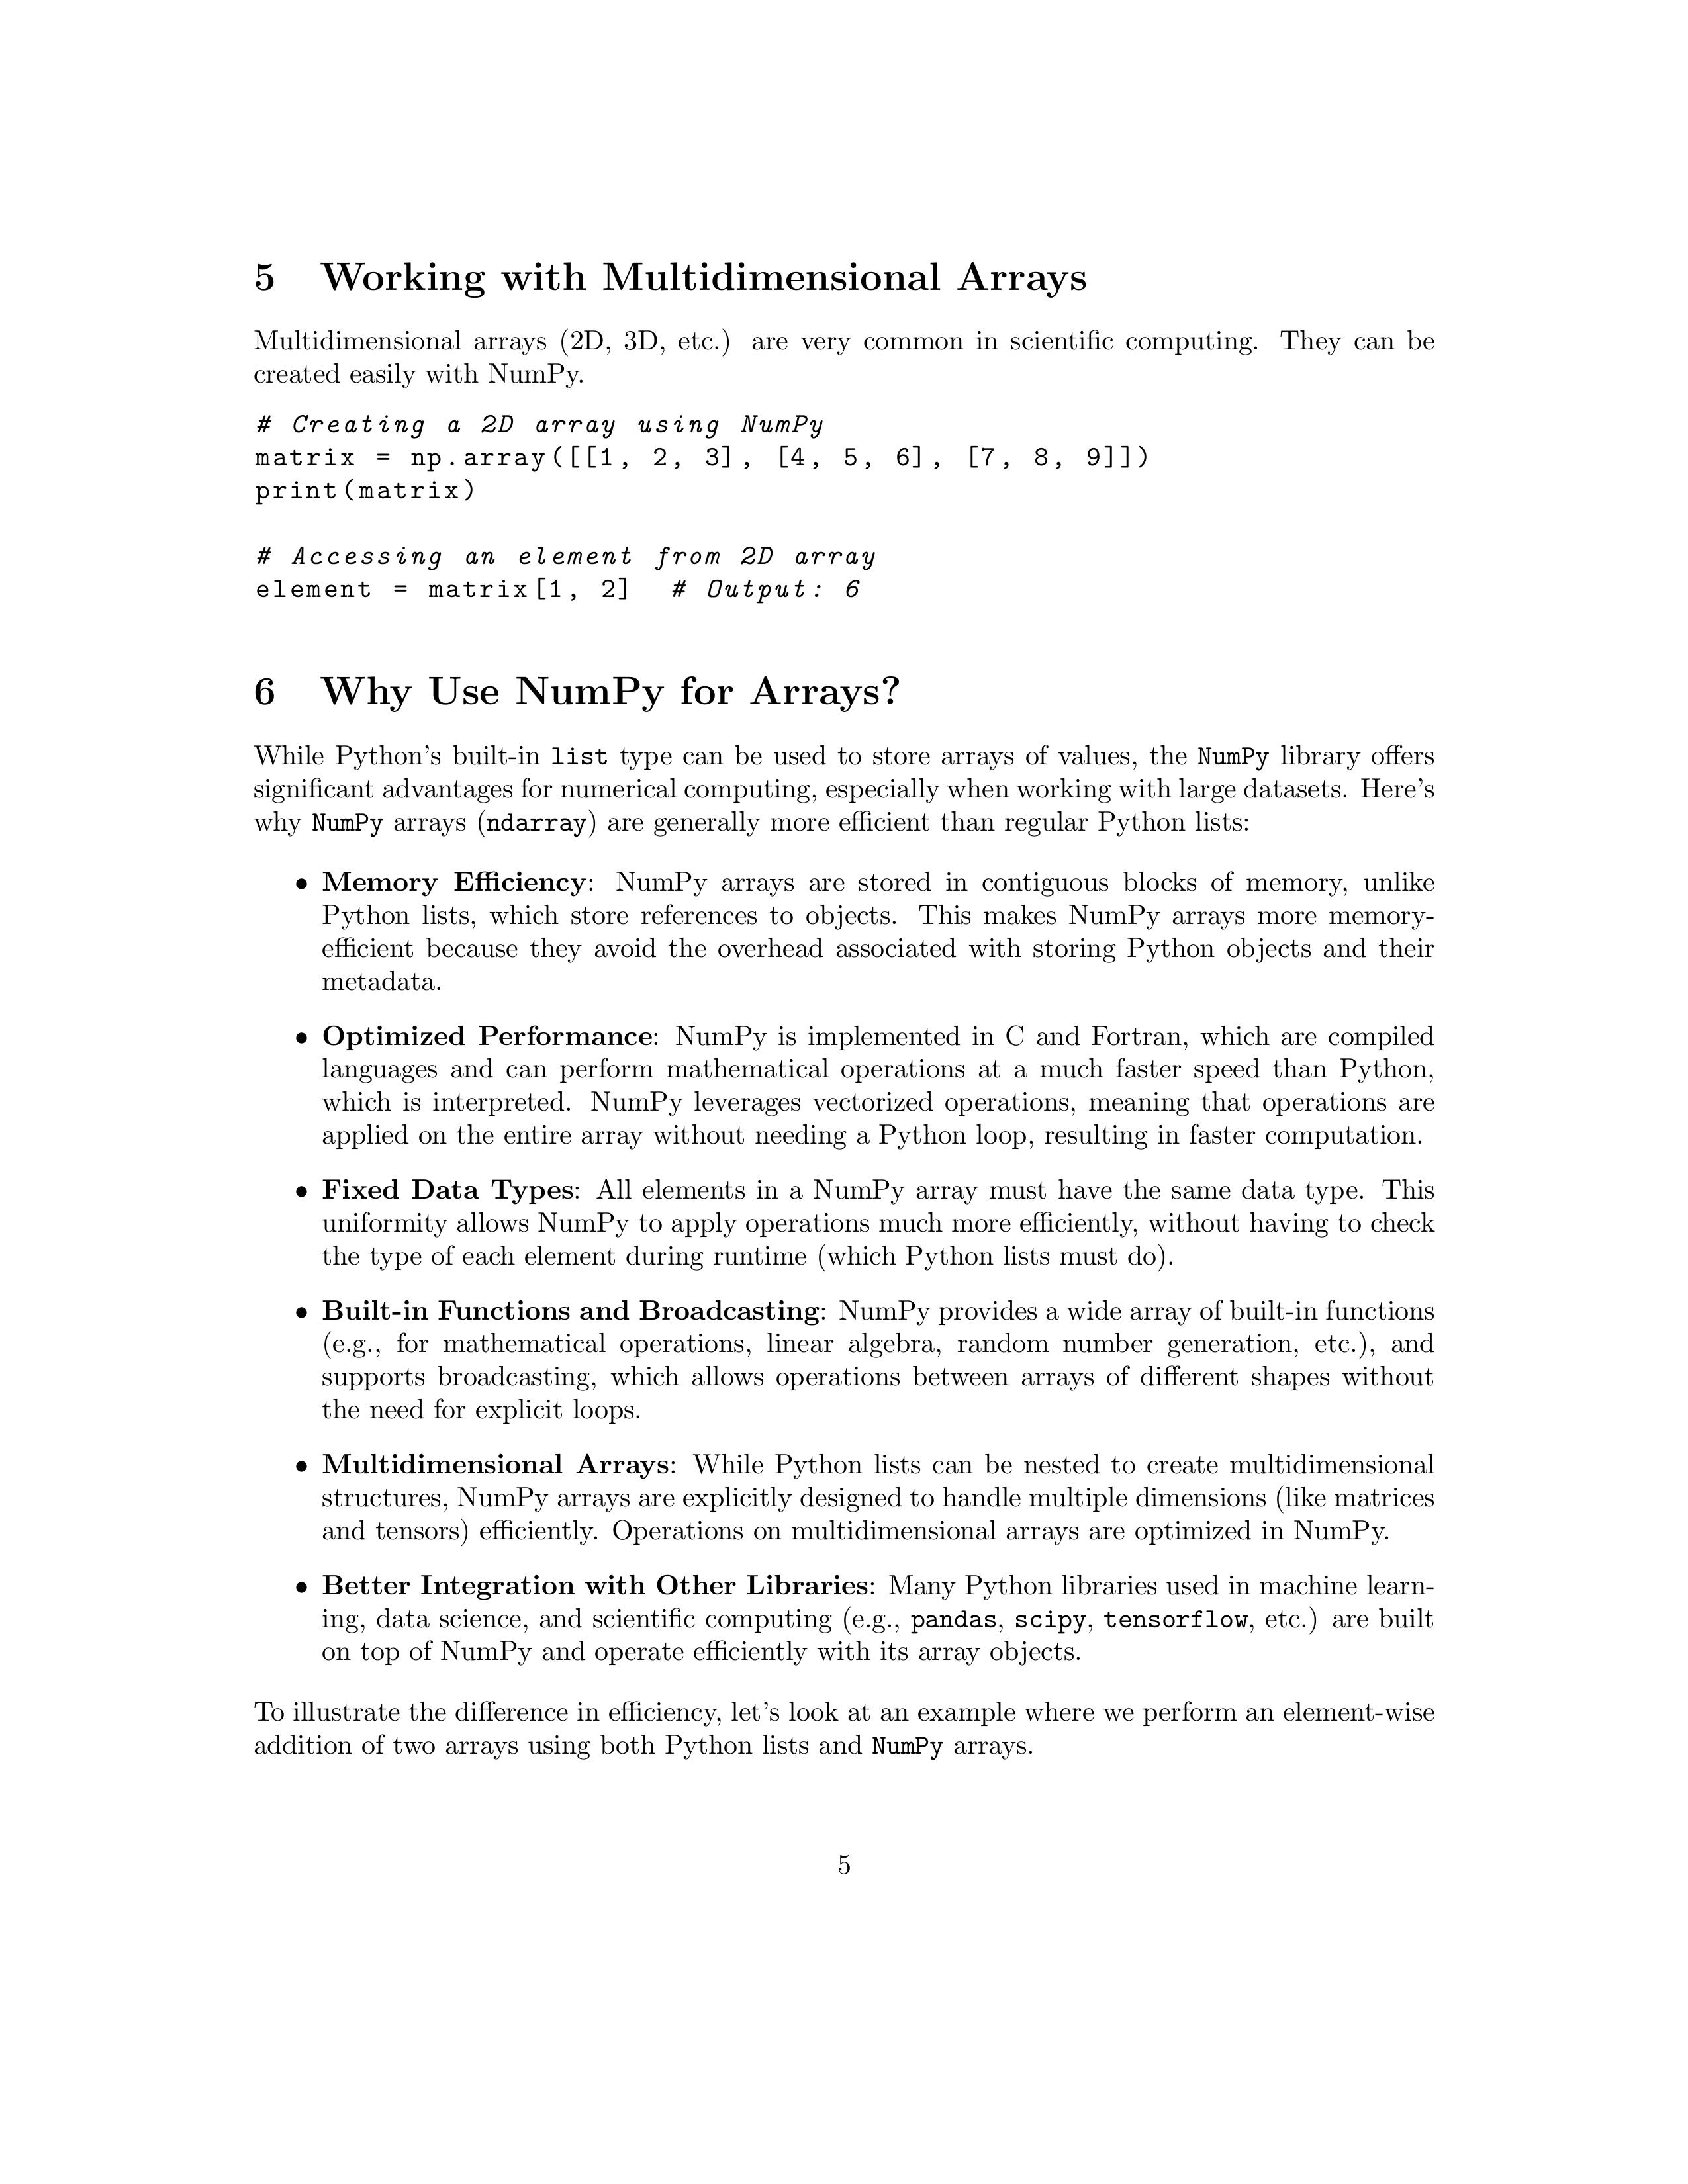 5 Working with Multidimensional Arrays
Multidimensional arrays (2D, 3D, etc.) are very common in scientific computing. They can be
created easily with NumPy.
# Creating a 2D array using NumPy
matrix = np.array([[1, 2, 3], [4, 5, 6], [7, 8, 9]])
print(matrix)
# Accessing an element from 2D array
element = matrix[1, 2]  # Output: 6
6 Why Use NumPy for Arrays?
While Python's built-in list type can be used to store arrays of values, the NumPy library offers
significant advantages for numerical computing, especially when working with large datasets. Here's
why NumPy arrays (ndarray) are generally more efficient than regular Python lists:
• Memory Efficiency: NumPy arrays are stored in contiguous blocks of memory, unlike
Python lists, which store references to objects. This makes NumPy arrays more memory-
efficient because they avoid the overhead associated with storing Python objects and their
metadata.
• Optimized Performance: NumPy is implemented in C and Fortran, which are compiled
languages and can perform mathematical operations at a much faster speed than Python,
which is interpreted. NumPy leverages vectorized operations, meaning that operations are
applied on the entire array without needing a Python loop, resulting in faster computation.
• Fixed Data Types: All elements in a NumPy array must have the same data type. This
uniformity allows NumPy to apply operations much more efficiently, without having to check
the type of each element during runtime (which Python lists must do).
• Built-in Functions and Broadcasting: NumPy provides a wide array of built-in functions
(e.g., for mathematical operations, linear algebra, random number generation, etc.), and
supports broadcasting, which allows operations between arrays of different shapes without
the need for explicit loops.
• Multidimensional Arrays: While Python lists can be nested to create multidimensional
structures, NumPy arrays are explicitly designed to handle multiple dimensions (like matrices
and tensors) efficiently. Operations on multidimensional arrays are optimized in NumPy.
• Better Integration with Other Libraries: Many Python libraries used in machine learn-
ing, data science, and scientific computing (e.g., pandas, scipy, tensorflow, etc.) are built
on top of NumPy and operate efficiently with its array objects.
To illustrate the difference in efficiency, let's look at an example where we perform an element-wise
addition of two arrays using both Python lists and NumPy arrays.
5